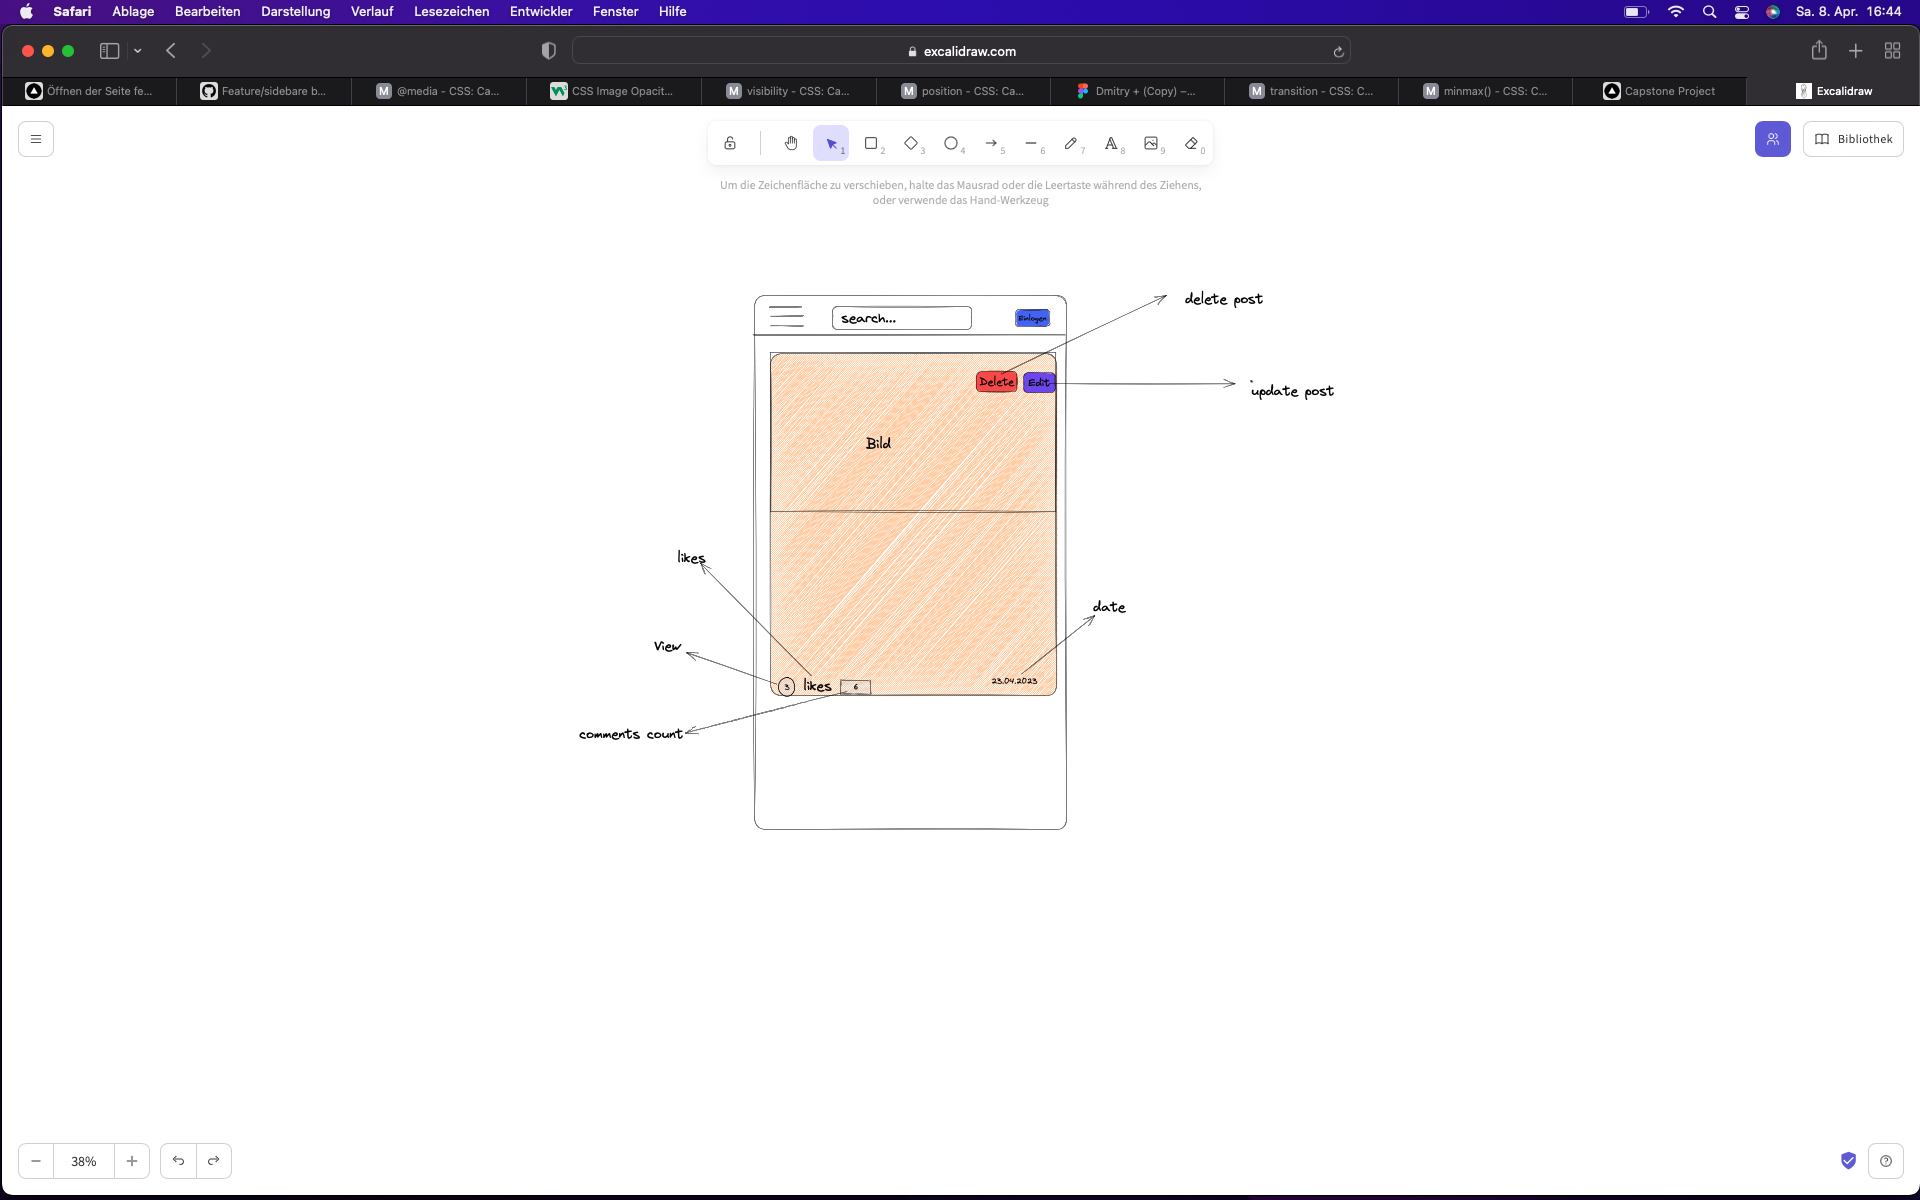 Safari Ablage Bearbeiten Darstellung Verlauf Lesezeichen Entwickler Fenster Hilfe Sa. 8. Apr. 16:44
excalidraw.com
Öffnen der Seite fe... Feature/sidebare b... M @media - CSS: Ca... CSS Image Opacit... M visibility - CSS: Ca... M position - CSS: Ca... Dmitry + (Copy) –... M transition - CSS: C... M minmax() - CSS: C... Capstone Project Excalidraw
1 2 3 4 5 6 7 A 8 9 0 Bibliothek
Um die Zeichenfläche zu verschieben, halte das Mausrad oder die Leertaste während des Ziehens,
oder verwende das Hand-Werkzeug
delete post
search... Einlogen
Delete Edit
update post
Bild
likes
date
View
3 likes 6 23.04.2023
comments count
38%